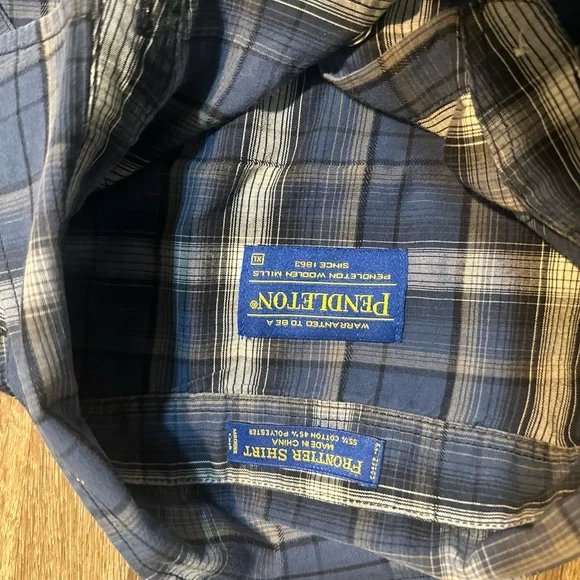 WARRANTED TO BE A
PENDLETON®
PENDLETON WOOLEN MILLS
SINCE 1863
XL
FRONTIER SHIRT
MADE IN CHINA
55% COTTON 45% POLYESTER